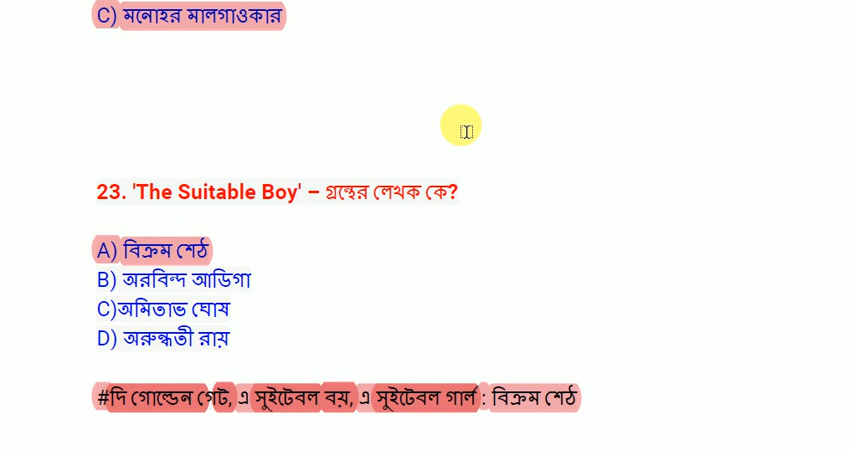 C) মনোহর মালগাওকার
23. 'The Suitable Boy' – গ্রন্থের লেখক কে?
A) বিক্রম শেঠ
B) অরবিন্দ আডিগা
C)অমিতাভ ঘোষ
D) অরুন্ধতী রায়
#দি গোল্ডেন গেট, এ সুইটেবল বয়, এ সুইটেবল গার্ল : বিক্রম শেঠ